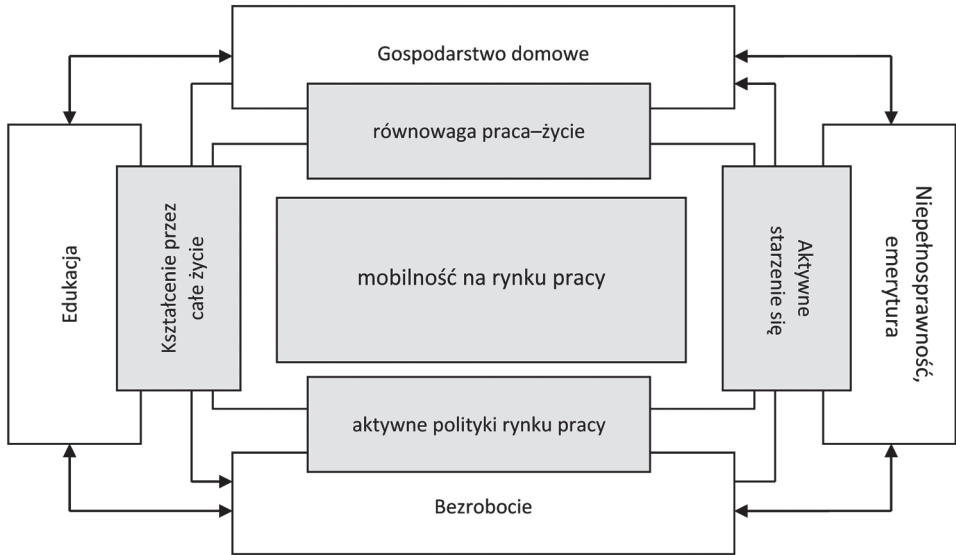 Gospodarstwo domowe
równowaga praca–życie
Edukacja
Kształcenie przez
całe życie
mobilność na rynku pracy
Aktywne
starzenie się
Niepełnosprawność,
emerytura
aktywne polityki rynku pracy
Bezrobocie